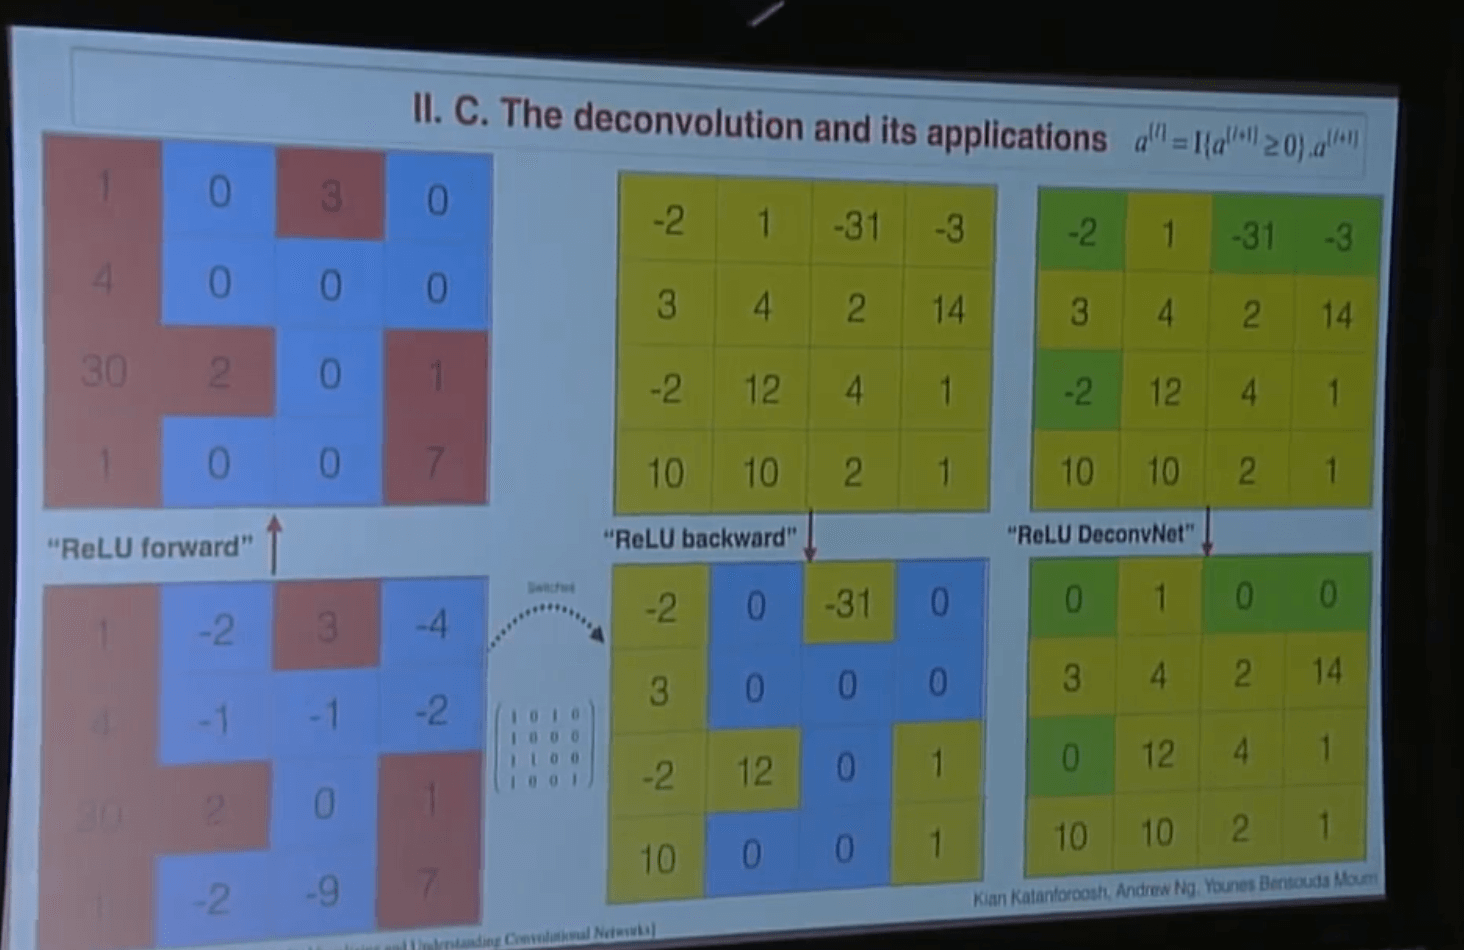 II. C. The deconvolution and its applications
a^{[l]} = I{a^{[l+1]} ≥ 0}.a^{[l+1]}
1 0 3 0
4 0 0 0
30 2 0 1
1 0 0 7
-2 1 -31 -3
3 4 2 14
-2 12 4 1
10 10 2 1
-2 1 -31 -3
3 4 2 14
-2 12 4 1
10 10 2 1
“ReLU forward”
“ReLU backward”
“ReLU DeconvNet”
1 -2 3 -4
4 -1 -1 -2
30 2 0 1
1 -2 -9 7
Switches
1 0 1 0
1 0 0 0
1 1 0 0
1 0 0 1
-2 0 -31 0
3 0 0 0
-2 12 0 1
10 0 0 1
0 1 0 0
3 4 2 14
0 12 4 1
10 10 2 1
Kian Katanforoosh, Andrew Ng, Younes Bensouda Mourri
and Understanding Convolutional Networks]